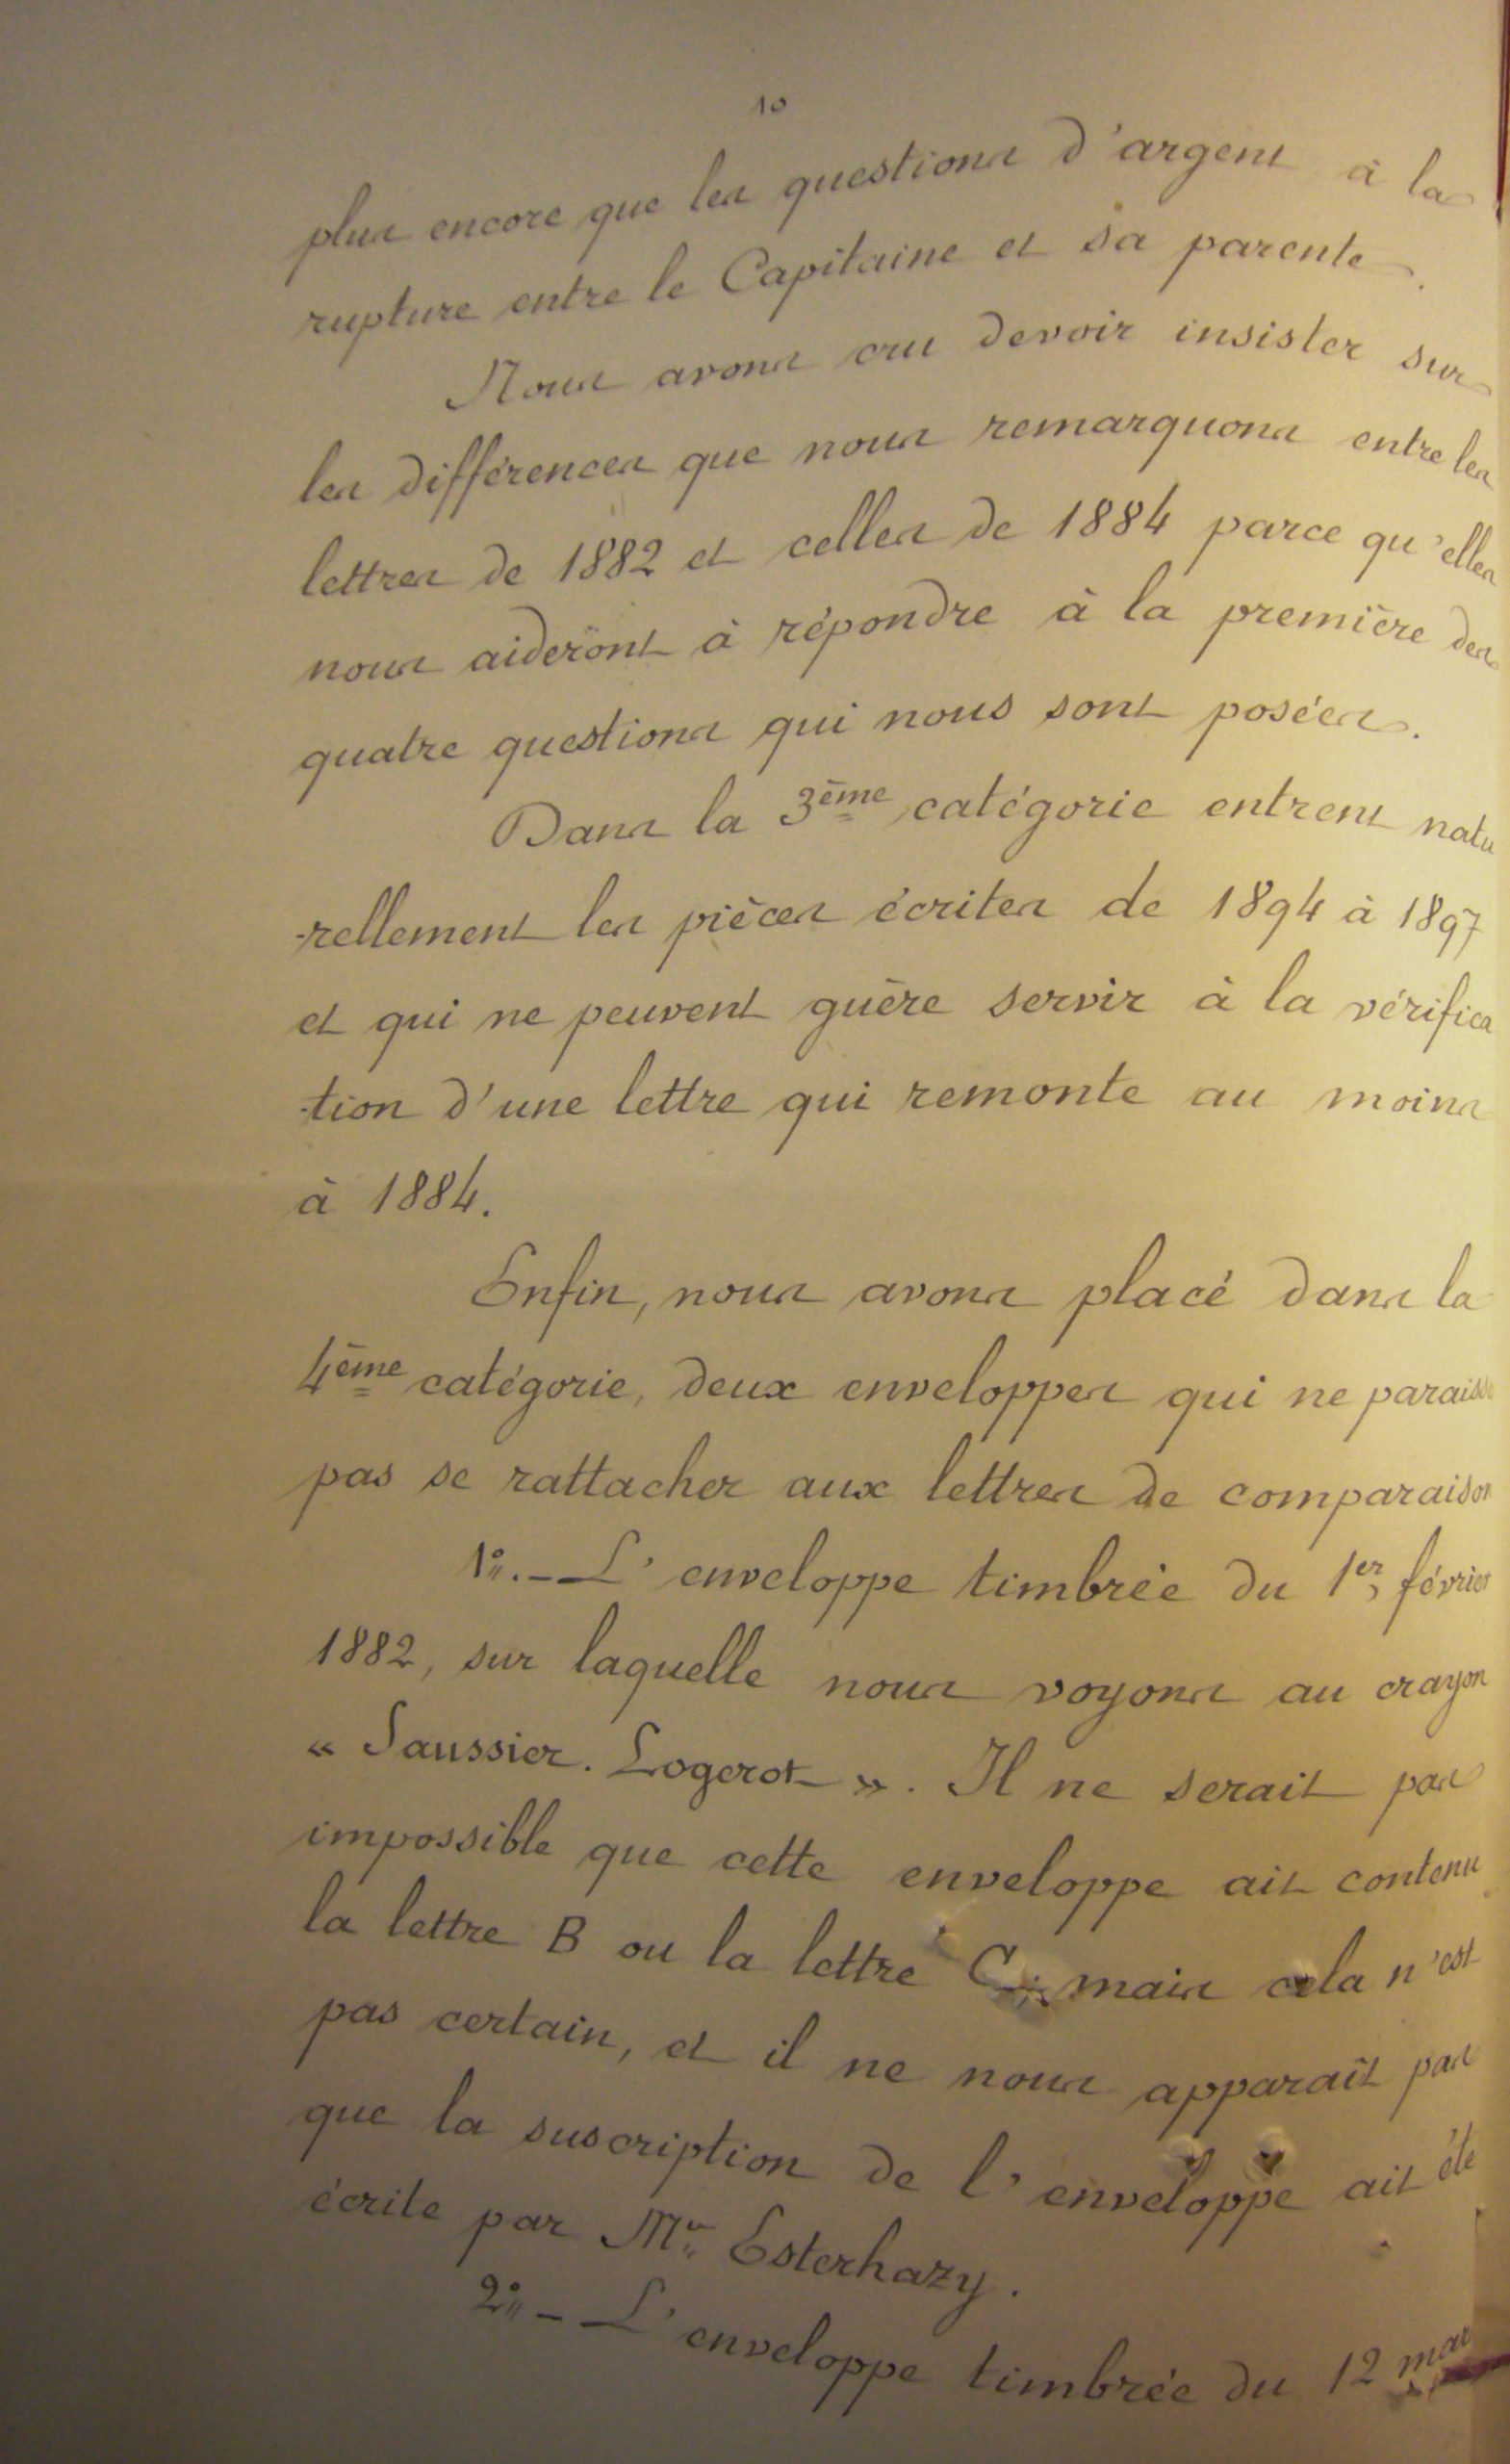 10
plus encore que les questions d'argent à la
rupture entre le Capitaine et sa parente.
Nous avons cru devoir insister sur
les différences que nous remarquons entre les
lettres de 1882 et celles de 1884 parce qu'elles
nous aideront à répondre à la première des
quatre questions qui nous sont posées.
Dans la 3ème catégorie entrent natu
-rellement les pièces écrites de 1894 à 1897
et qui ne peuvent guère servir à la vérifica
-tion d'une lettre qui remonte au moins
à 1884.
Enfin, nous avons placé dans la
4ème catégorie, deux enveloppes qui ne paraiss
pas se rattacher aux lettres de comparaison
1°. - L'enveloppe timbrée du 1er février
1882, sur laquelle nous voyons au crayon
« Saussier. Logerot ». Il ne serait pas
impossible que cette enveloppe ait contenu
la lettre B ou la lettre C; mais cela n'est
pas certain, et il ne nous apparaît pas
que la suscription de l'enveloppe ait été
écrite par Mr Esterhazy.
2° - L'enveloppe timbrée du 12 mar